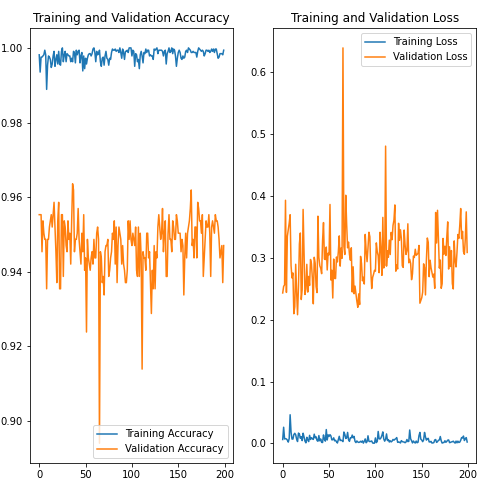 Training and Validation Accuracy
1.00
0.98
0.96
0.94
0.92
0.90
Training Accuracy
Validation Accuracy
0 50 100 150 200
Training and Validation Loss
Training Loss
Validation Loss
0.6
0.5
0.4
0.3
0.2
0.1
0.0
0 50 100 150 200